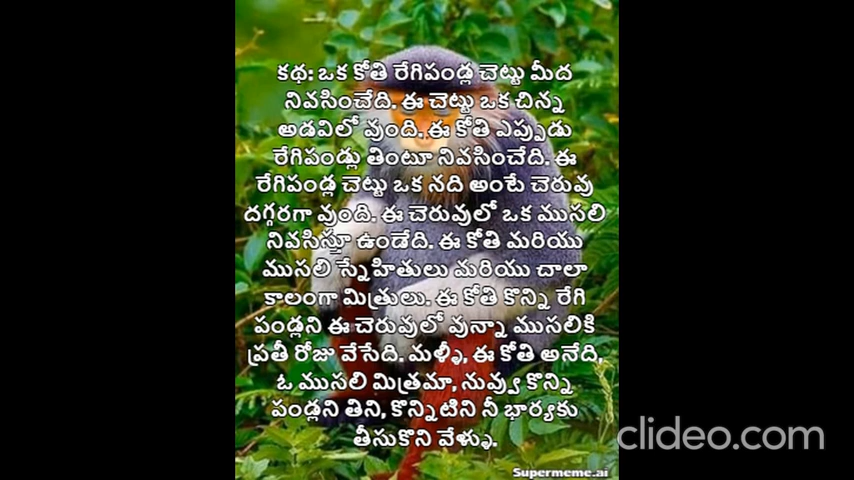 కథ: ఒక కోతి రేగిపండ్ల చెట్టు మీద
నివసించేది. ఈ చెట్టు ఒక చిన్న
అడవిలో వుంది. ఈ కోతి ఎప్పుడు
రేగిపండ్లు తింటూ నివసించేది. ఈ
రేగిపండ్ల చెట్టు ఒక నది అంటే చెరువు
దగ్గరగా వుంది. ఈ చెరువులో ఒక ముసలి
నివసిస్తూ ఉండేది. ఈ కోతి మరియు
ముసలి స్నేహితులు మరియు చాలా
కాలంగా మిత్రులు. ఈ కోతి కొన్ని రేగి
పండ్లని ఈ చెరువులో వున్నా ముసలికి
ప్రతీ రోజు వేసేది. మళ్ళీ, ఈ కోతి అనేది,
ఓ ముసలి మిత్రమా, నువ్వు కొన్ని
పండ్లని తిని, కొన్నిటిని నీ భార్యకు
తీసుకొని వేళ్ళు.
clideo.com
Supermeme.ai